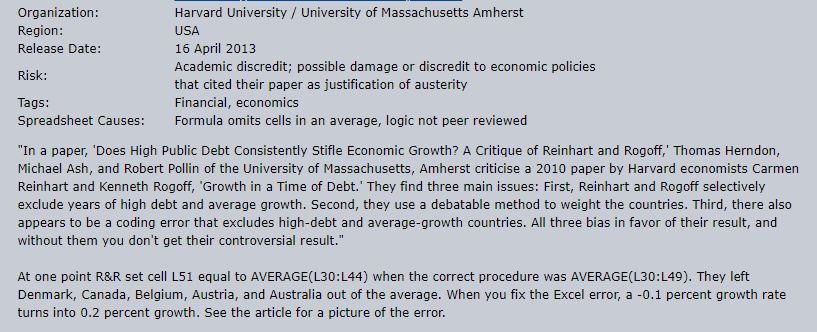 Organization: Harvard University / University of Massachusetts Amherst
Region: USA
Release Date: 16 April 2013
Risk: Academic discredit; possible damage or discredit to economic policies
that cited their paper as justification of austerity
Tags: Financial, economics
Spreadsheet Causes: Formula omits cells in an average, logic not peer reviewed
"In a paper, 'Does High Public Debt Consistently Stifle Economic Growth? A Critique of Reinhart and Rogoff,' Thomas Herndon,
Michael Ash, and Robert Pollin of the University of Massachusetts, Amherst criticise a 2010 paper by Harvard economists Carmen
Reinhart and Kenneth Rogoff, 'Growth in a Time of Debt.' They find three main issues: First, Reinhart and Rogoff selectively
exclude years of high debt and average growth. Second, they use a debatable method to weight the countries. Third, there also
appears to be a coding error that excludes high-debt and average-growth countries. All three bias in favor of their result, and
without them you don't get their controversial result."
At one point R&R set cell L51 equal to AVERAGE(L30:L44) when the correct procedure was AVERAGE(L30:L49). They left
Denmark, Canada, Belgium, Austria, and Australia out of the average. When you fix the Excel error, a -0.1 percent growth rate
turns into 0.2 percent growth. See the article for a picture of the error.